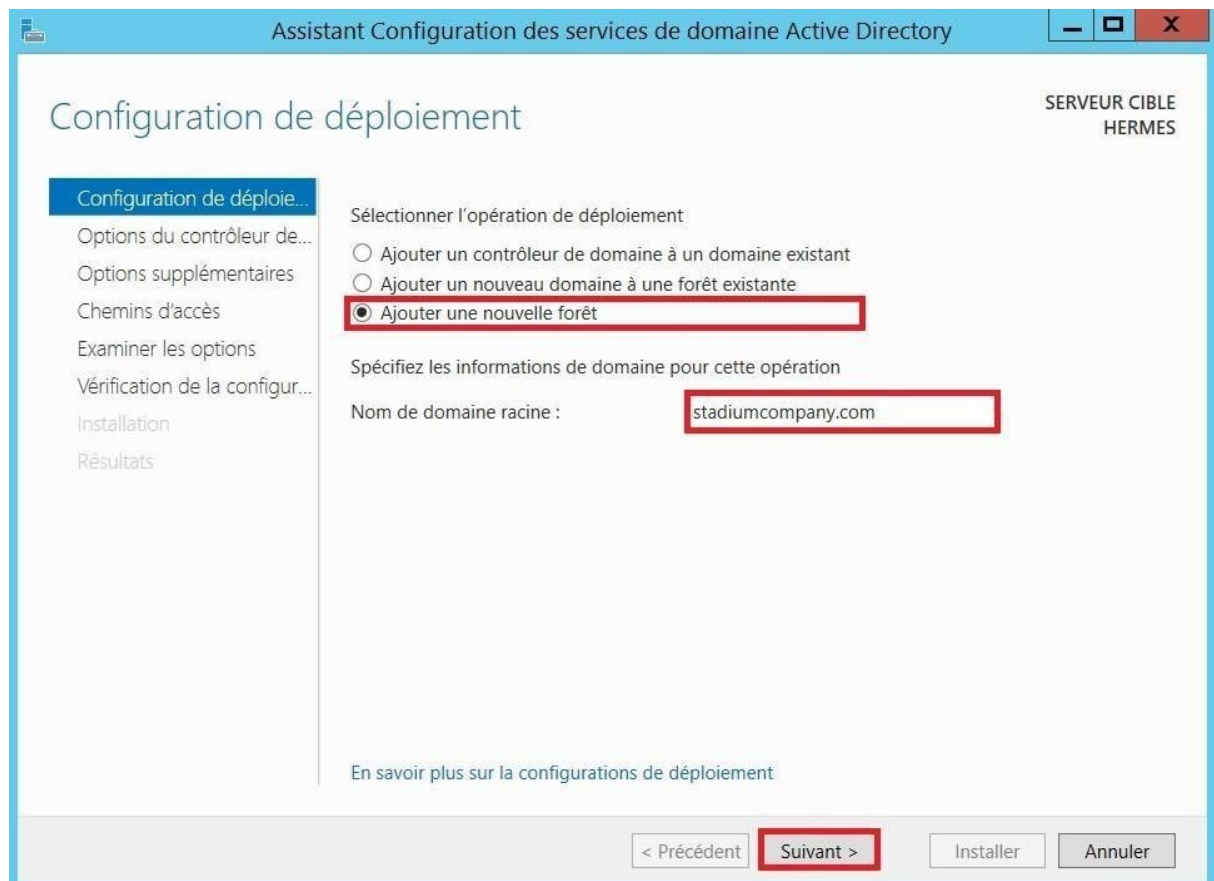 Assistant Configuration des services de domaine Active Directory
X
Configuration de déploiement
SERVEUR CIBLE
HERMES
Configuration de déploie...
Options du contrôleur de...
Options supplémentaires
Chemins d'accès
Examiner les options
Vérification de la configur...
Installation
Résultats
Sélectionner l'opération de déploiement
Ajouter un contrôleur de domaine à un domaine existant
Ajouter un nouveau domaine à une forêt existante
Ajouter une nouvelle forêt
Spécifiez les informations de domaine pour cette opération
Nom de domaine racine :
stadiumcompany.com
En savoir plus sur la configurations de déploiement
< Précédent
Suivant >
Installer
Annuler